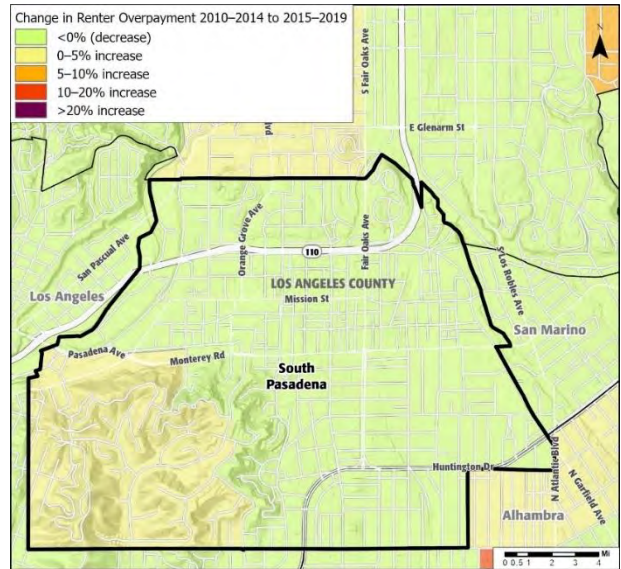 Change in Renter Overpayment 2010–2014 to 2015–2019
<0% (decrease)
0–5% increase
5–10% increase
10–20% increase
>20% increase
S Fair Oaks Ave
E Glenarm St
San Pascual Ave
Orange Grove Ave
Fair Oaks Ave
110
S Los Robles Ave
Los Angeles
LOS ANGELES COUNTY
Mission St
San Marino
Pasadena Ave
Monterey Rd
South
Pasadena
Huntington Dr
N Atlantic Blvd
N Garfield Ave
Alhambra
Mi
0 0.5 1 2 3 4